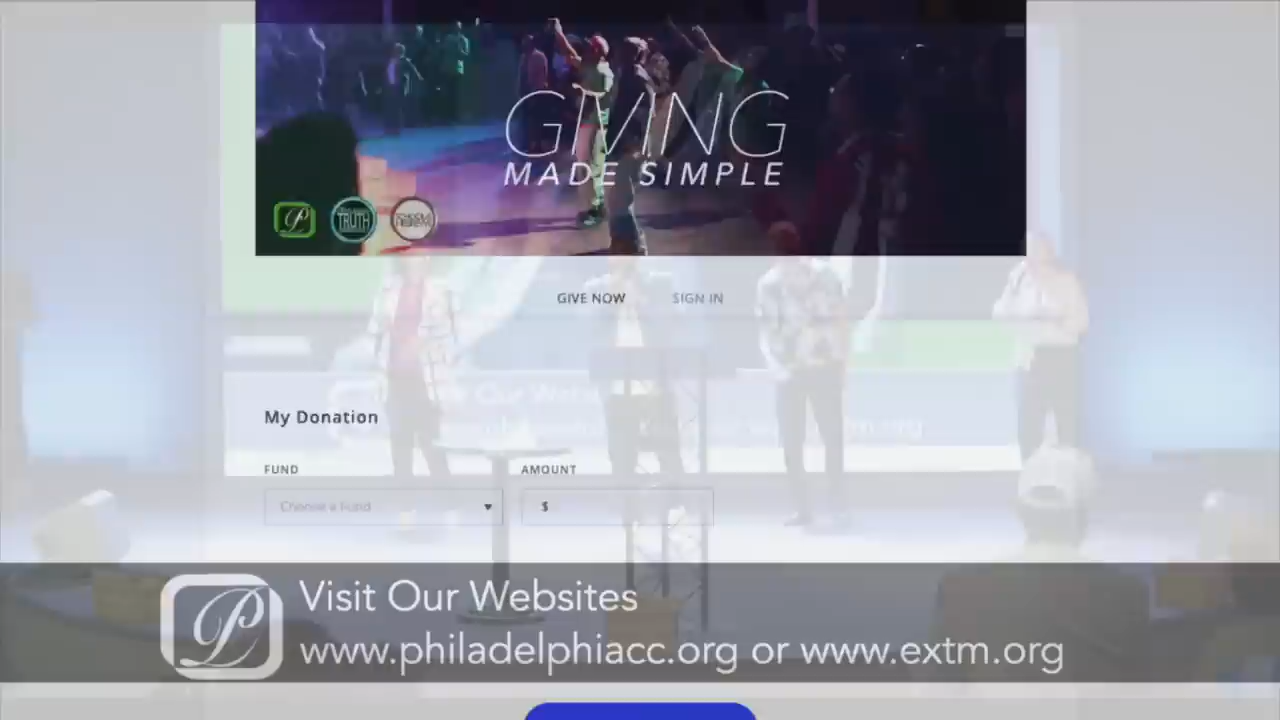 GIVING
MADE SIMPLE
P
TRUTH
GIVE NOW
SIGN IN
My Donation
FUND
AMOUNT
Choose a Fund
$
P
Visit Our Websites
www.philadelphiacc.org or www.extm.org